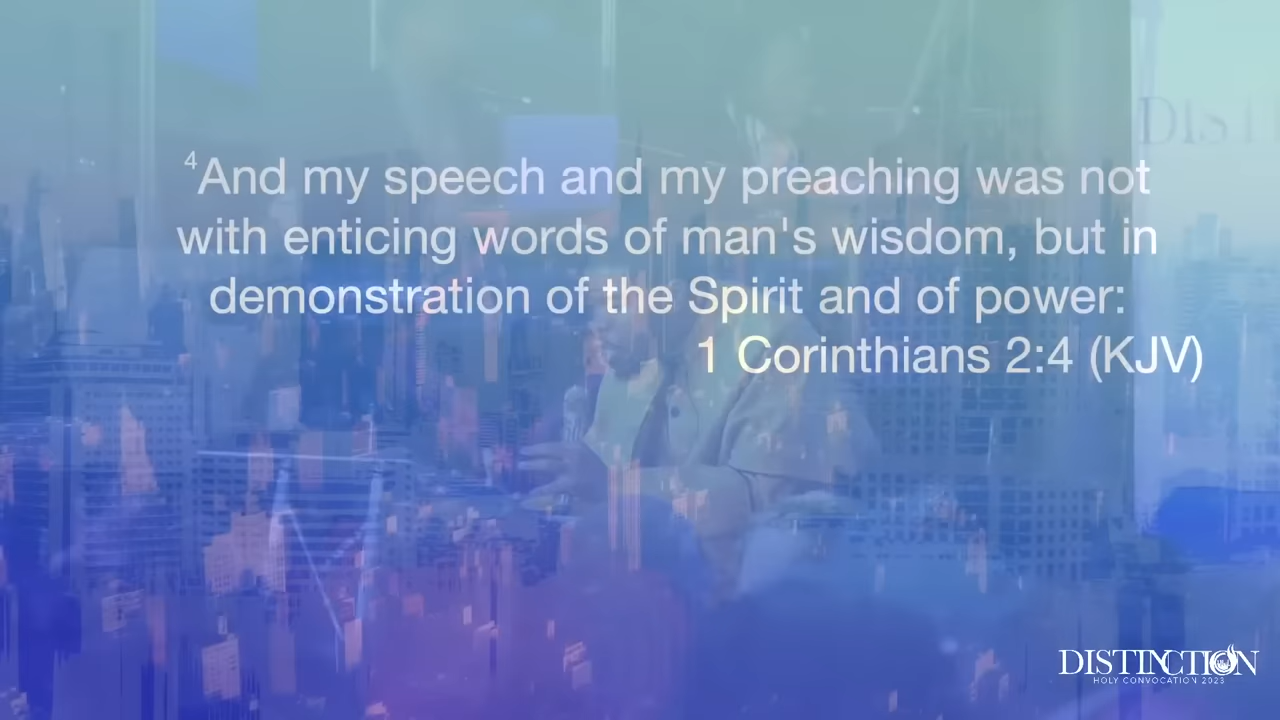 DIST
4And my speech and my preaching was not
with enticing words of man's wisdom, but in
demonstration of the Spirit and of power:
1 Corinthians 2:4 (KJV)
DISTINCTION
HOLY CONVOCATION 2023